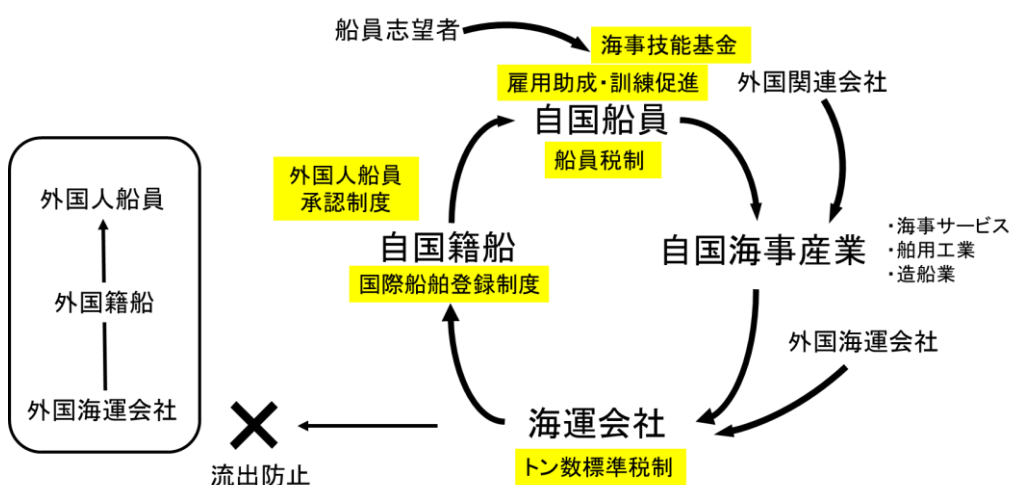 船員志望者
海事技能基金
雇用助成・訓練促進
外国関連会社
自国船員
船員税制
外国人船員
承認制度
外国人船員
自国籍船
国際船舶登録制度
自国海事産業
・海事サービス
・舶用工業
・造船業
外国籍船
外国海運会社
外国海運会社
海運会社
トン数標準税制
流出防止